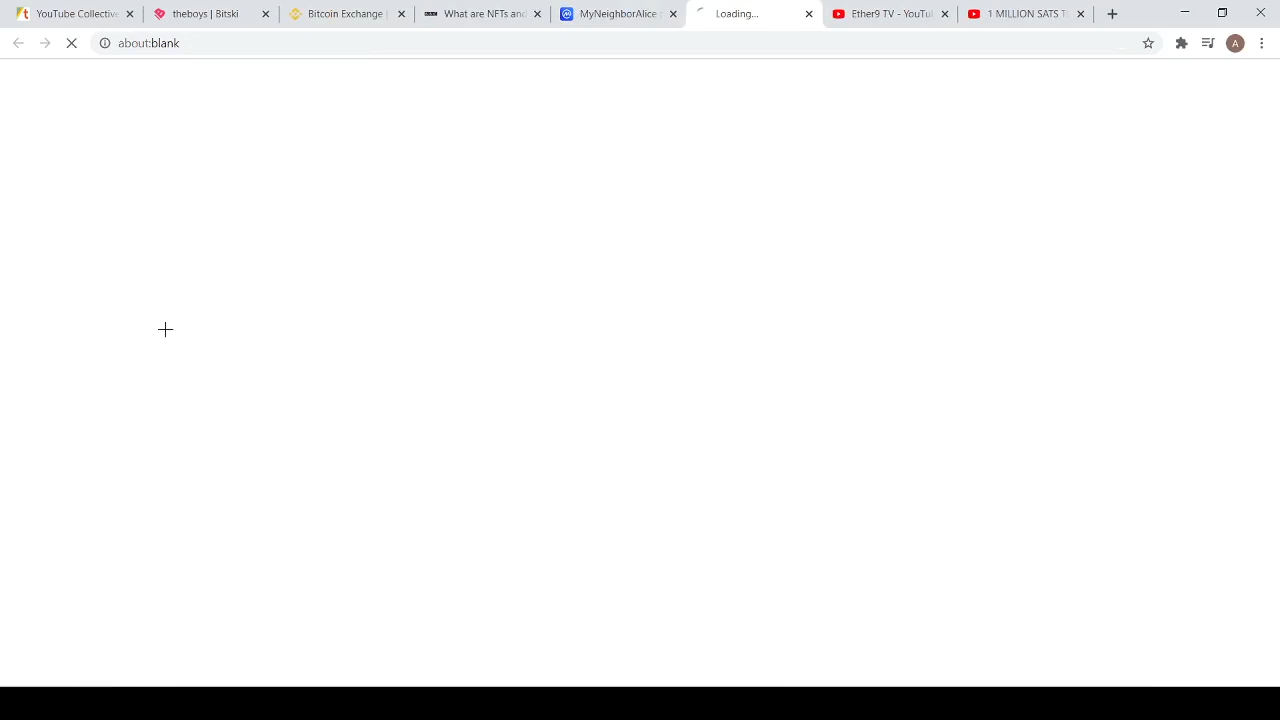 YouTube Collective
theboys | Bitski
Bitcoin Exchange |
What are NFTs and
MyNeighborAlice p
Loading...
Ether9 TV - YouTul
1 MILLION SATS T
about:blank
A